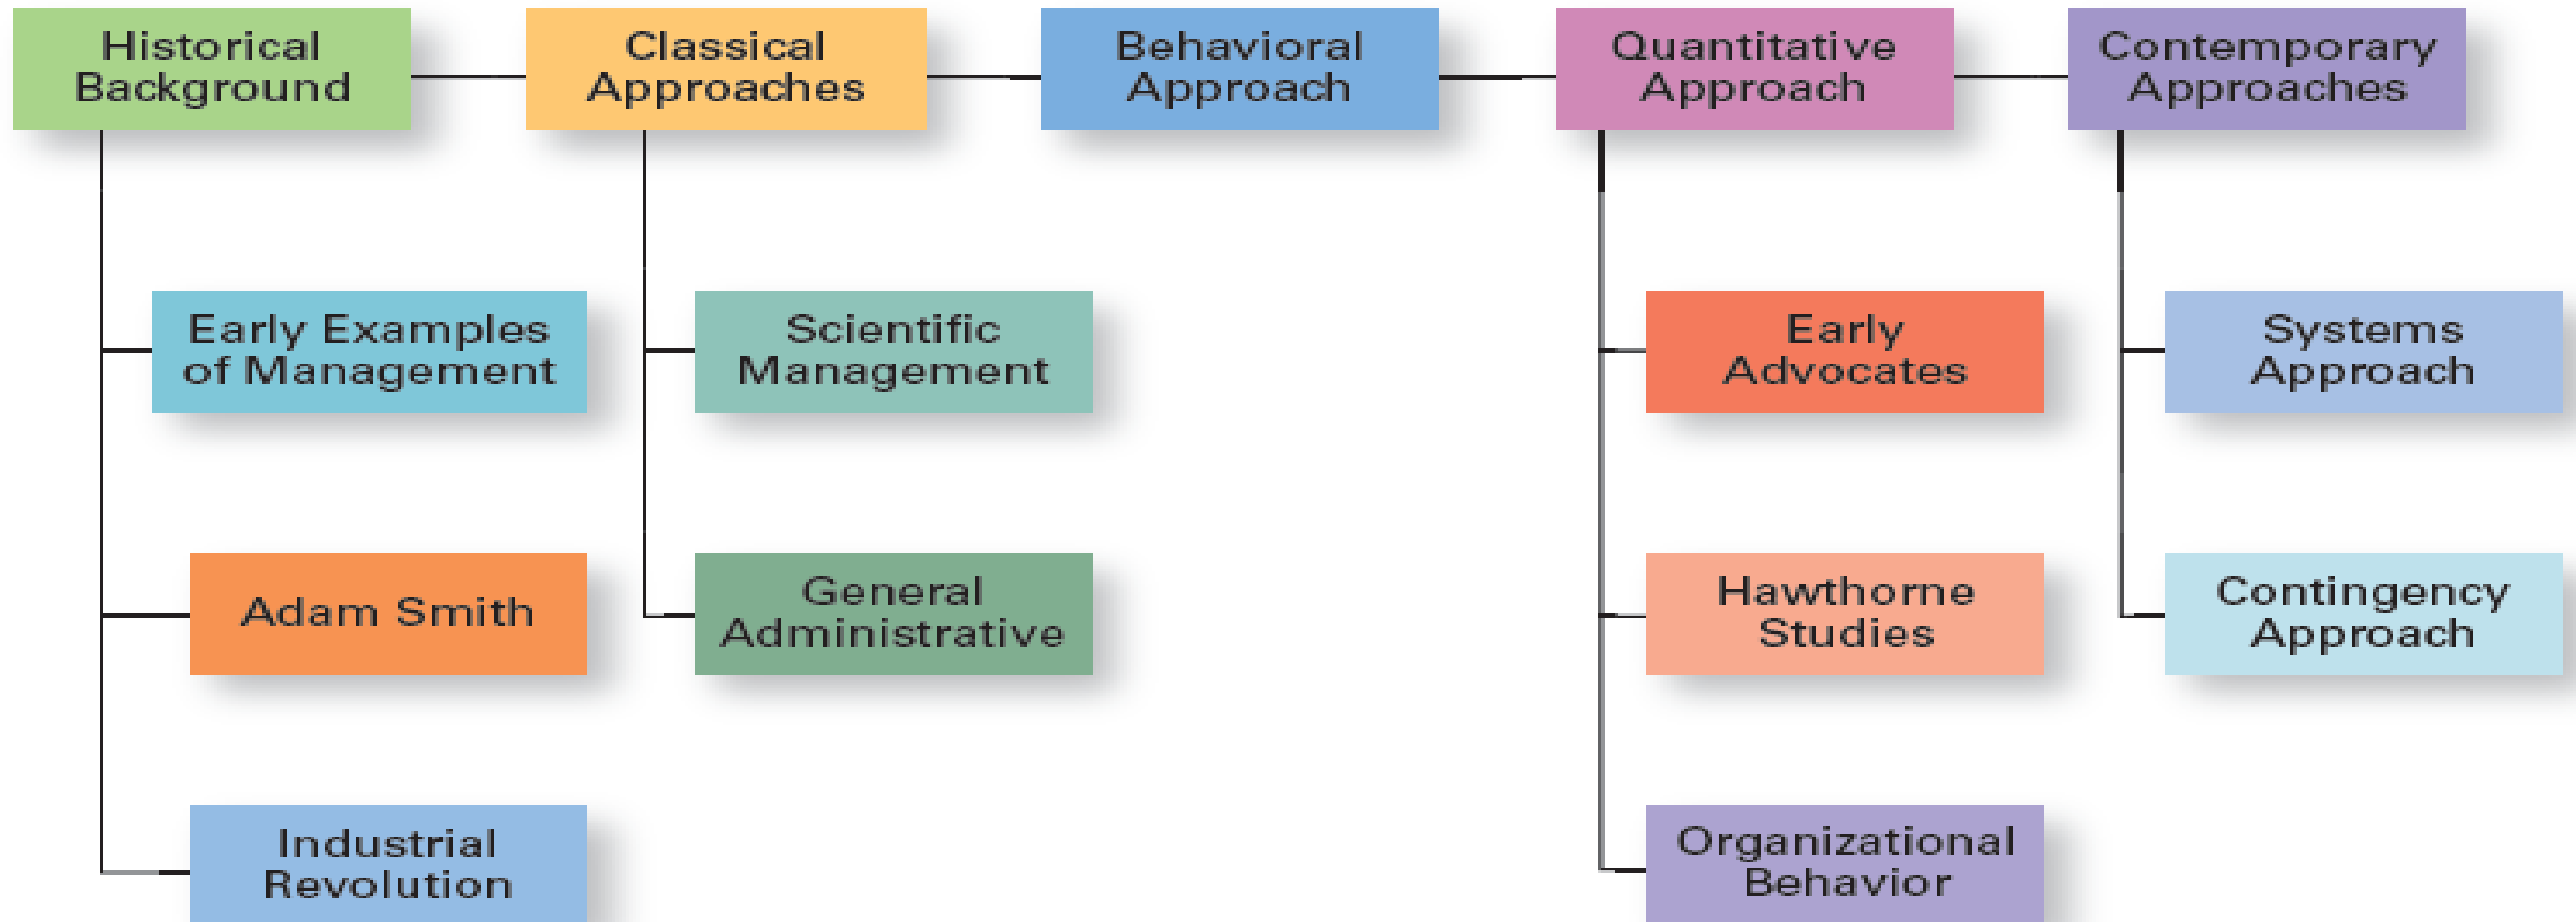 Historical
Background
Classical
Approaches
Behavioral
Approach
Quantitative
Approach
Contemporary
Approaches
Early Examples
of Management
Scientific
Management
Early
Advocates
Systems
Approach
Adam Smith
General
Administrative
Hawthorne
Studies
Contingency
Approach
Industrial
Revolution
Organizational
Behavior